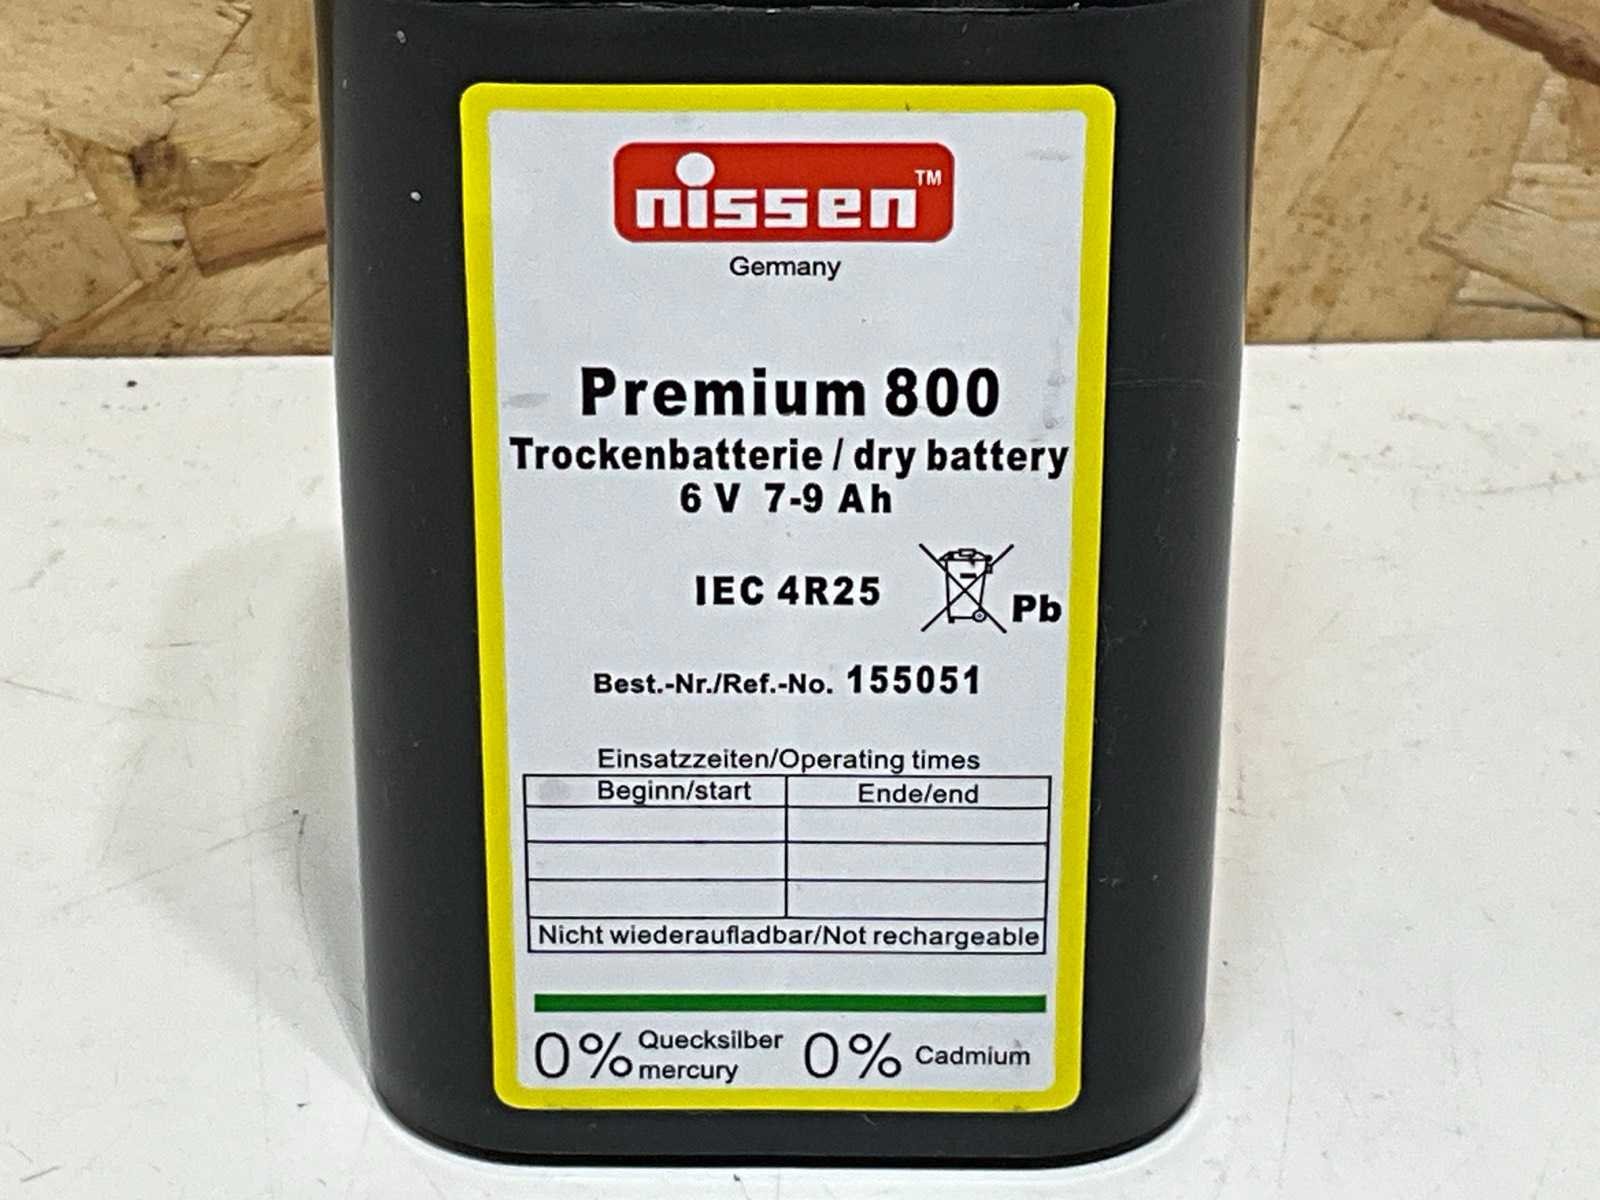 nissen™
Germany
Premium 800
Trockenbatterie / dry battery
6 V 7-9 Ah
IEC 4R25
Pb
Best.-Nr./Ref.-No. 155051
Einsatzzeiten/Operating times
Beginn/start Ende/end
Nicht wiederaufladbar/Not rechargeable
0% Quecksilber mercury 0% Cadmium